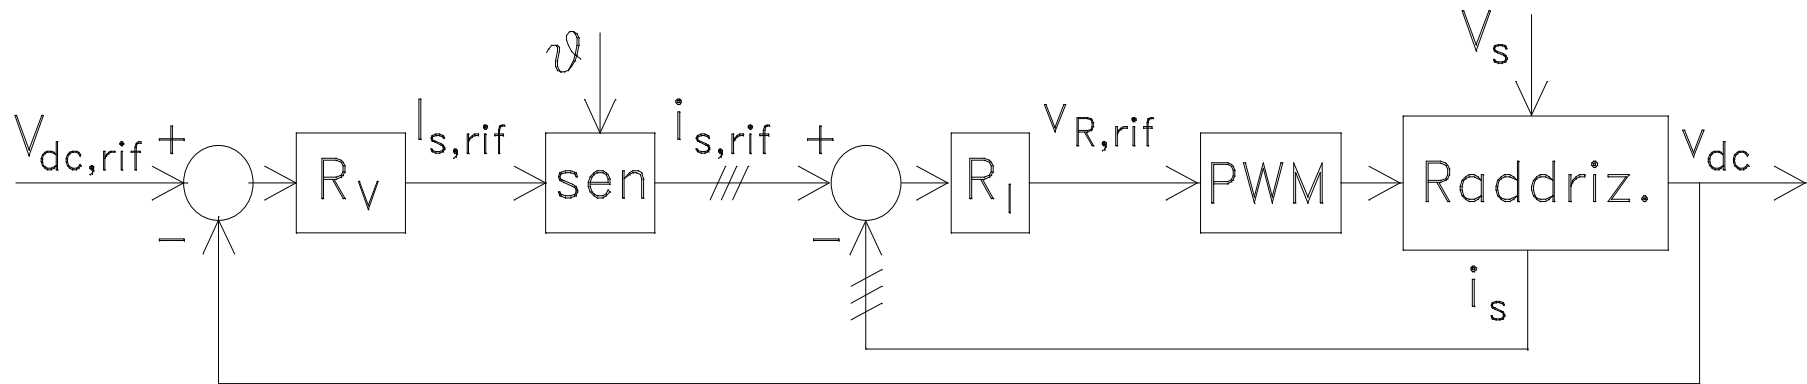 V_dc,rif
+
−
R_V
I_s,rif
ϑ
sen
i_s,rif
+
−
R_I
v_R,rif
PWM
V_s
Raddriz.
i_s
v_dc